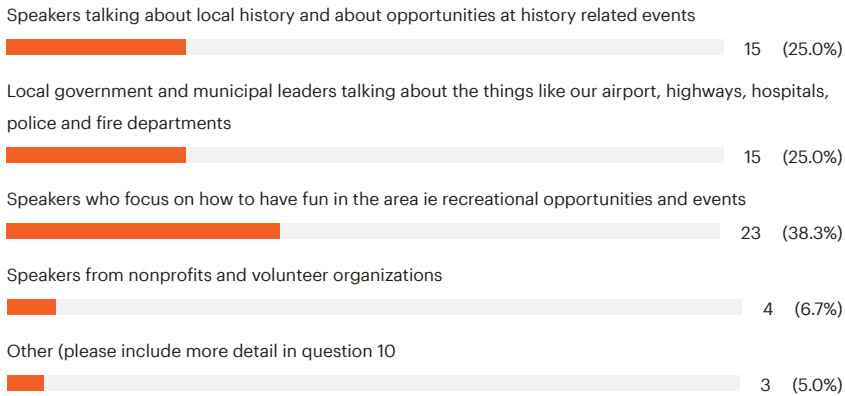 Speakers talking about local history and about opportunities at history related events
15 (25.0%)
Local government and municipal leaders talking about the things like our airport, highways, hospitals,
police and fire departments
15 (25.0%)
Speakers who focus on how to have fun in the area ie recreational opportunities and events
23 (38.3%)
Speakers from nonprofits and volunteer organizations
4 (6.7%)
Other (please include more detail in question 10
3 (5.0%)